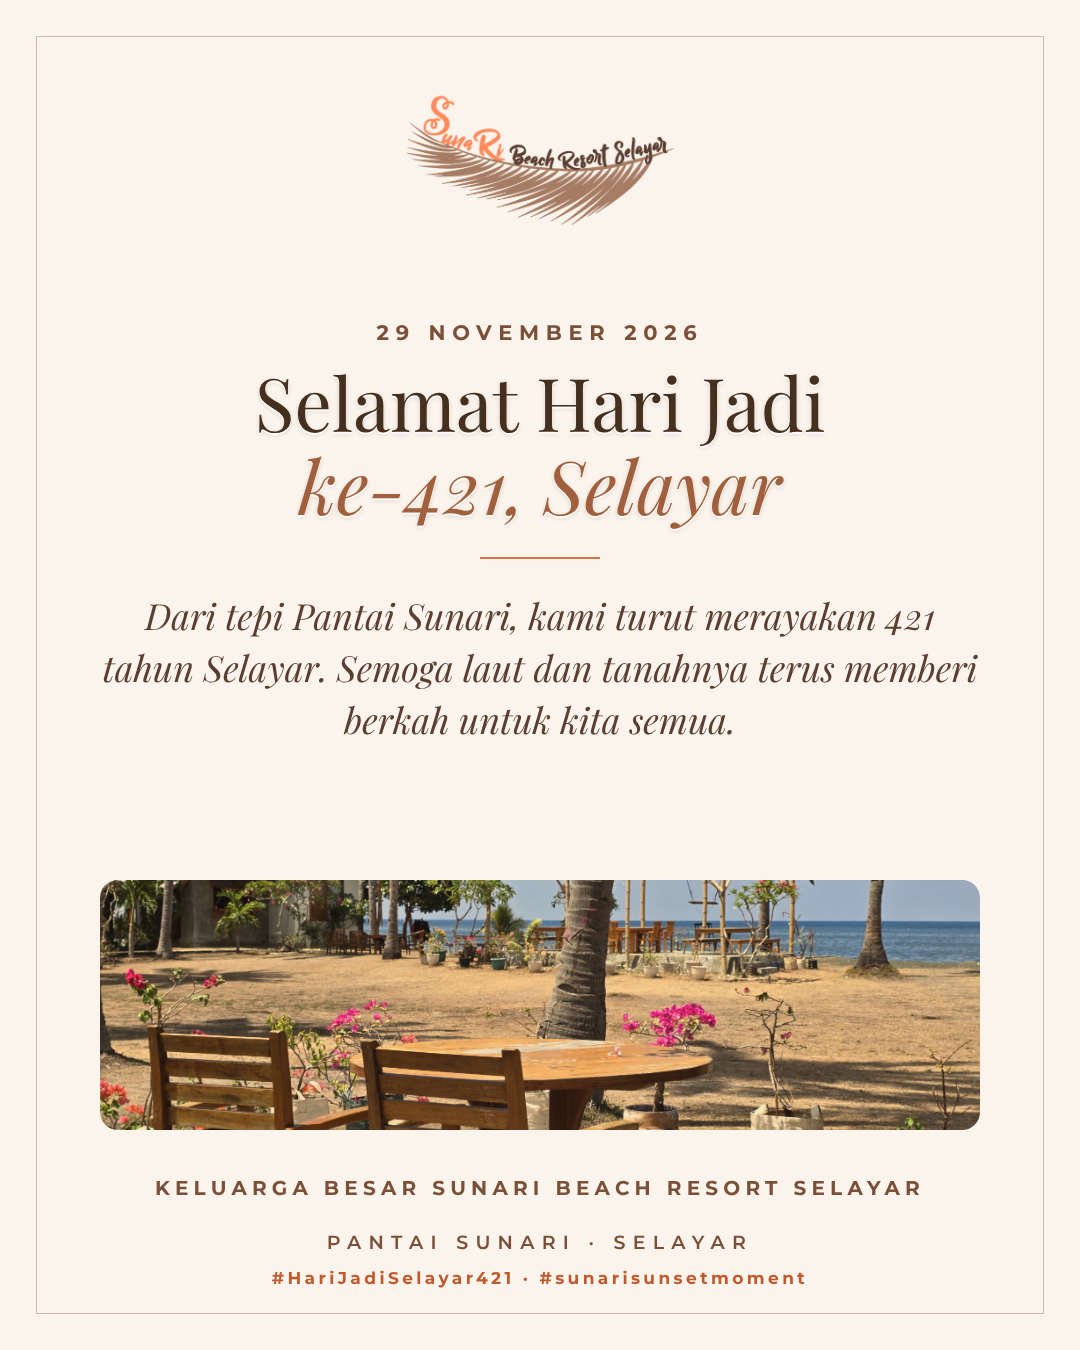 SunaRi Beach Resort Selayar
29 NOVEMBER 2026
Selamat Hari Jadi
ke-421, Selayar
Dari tepi Pantai Sunari, kami turut merayakan 421
tahun Selayar. Semoga laut dan tanahnya terus memberi
berkah untuk kita semua.
KELUARGA BESAR SUNARI BEACH RESORT SELAYAR
PANTAI SUNARI · SELAYAR
#HariJadiSelayar421 · #sunarisunsetmoment